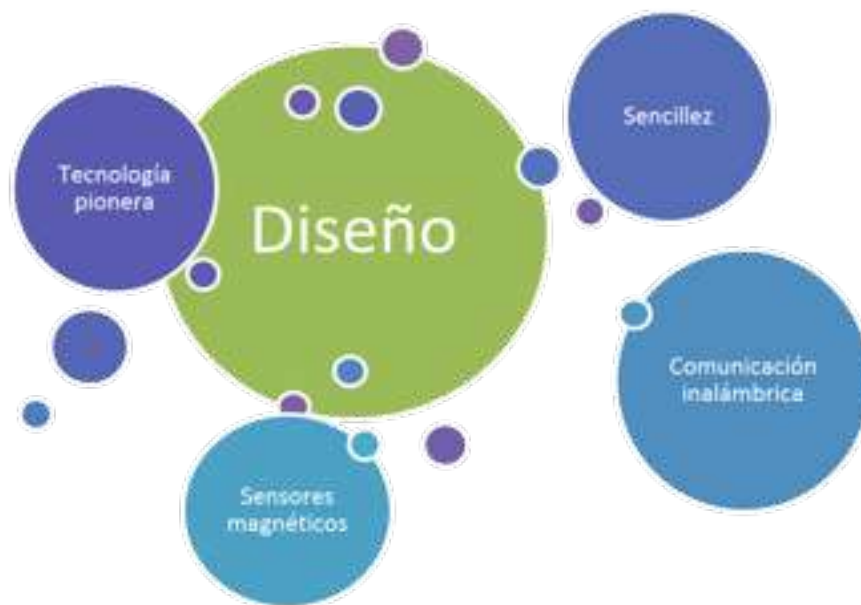 Diseño
Tecnología
pionera
Sencillez
Comunicación
inalámbrica
Sensores
magnéticos